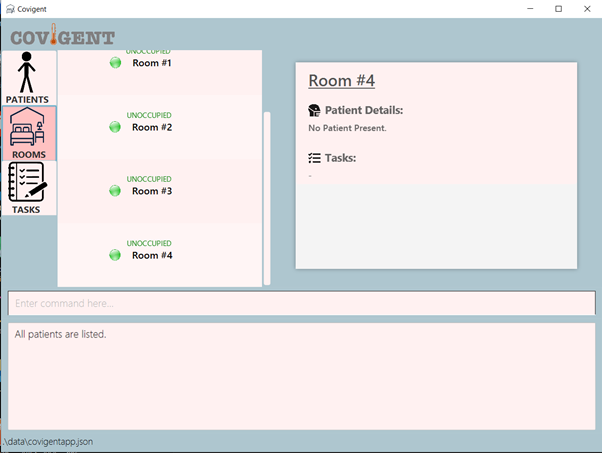 Covigent
COVIGENT
PATIENTS
ROOMS
TASKS
UNOCCUPIED
Room #1
UNOCCUPIED
Room #2
UNOCCUPIED
Room #3
UNOCCUPIED
Room #4
Room #4
Patient Details:
No Patient Present.
Tasks:
-
Enter command here...
All patients are listed.
.\data\covigentapp.json